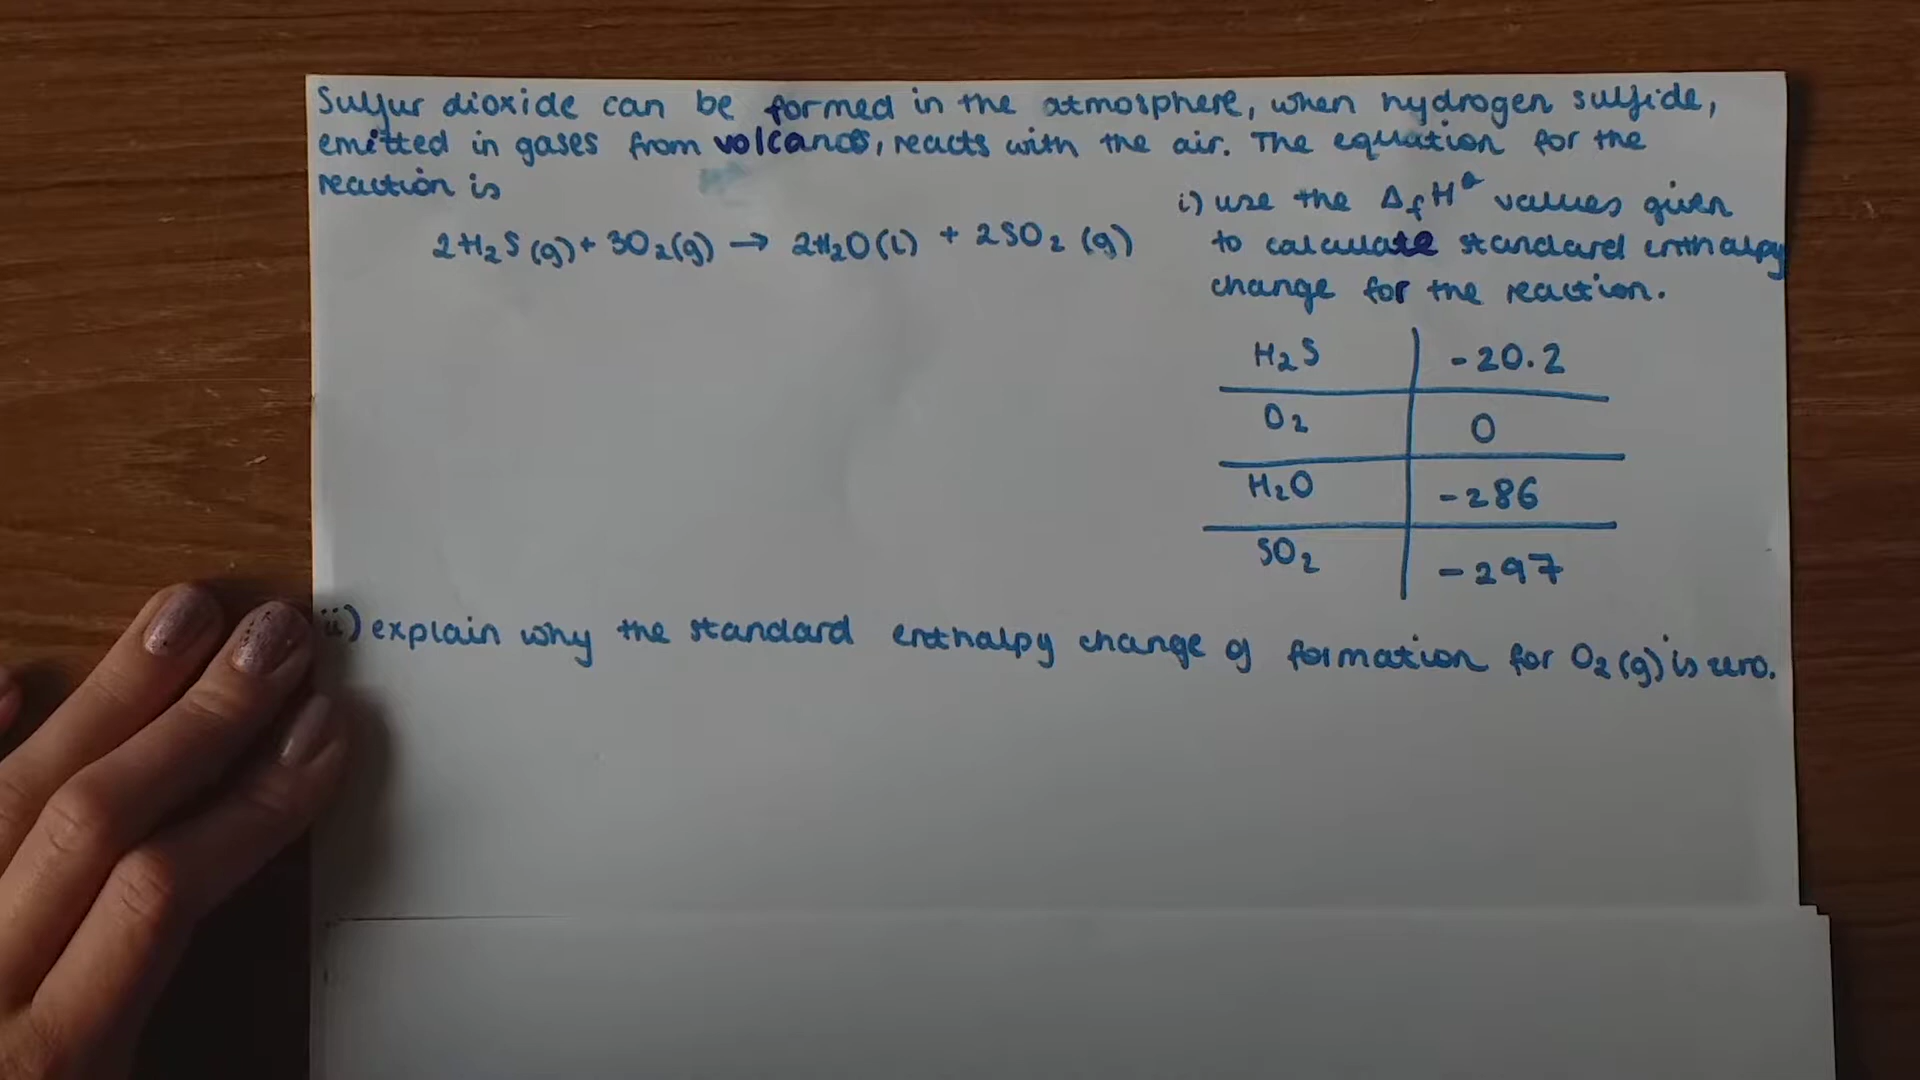 Sulfur dioxide can be formed in the atmosphere, when hydrogen sulfide,
emitted in gases from volcanos, reacts with the air. The equation for the
reaction is
2H₂S(g) + 3O₂(g) → 2H₂O(l) + 2SO₂(g)
i) use the ΔfH° values given
to calculate standard enthalpy
change for the reaction.
H₂S -20.2
O₂ 0
H₂O -286
SO₂ -297
ii) explain why the standard enthalpy change of formation for O₂(g) is zero.